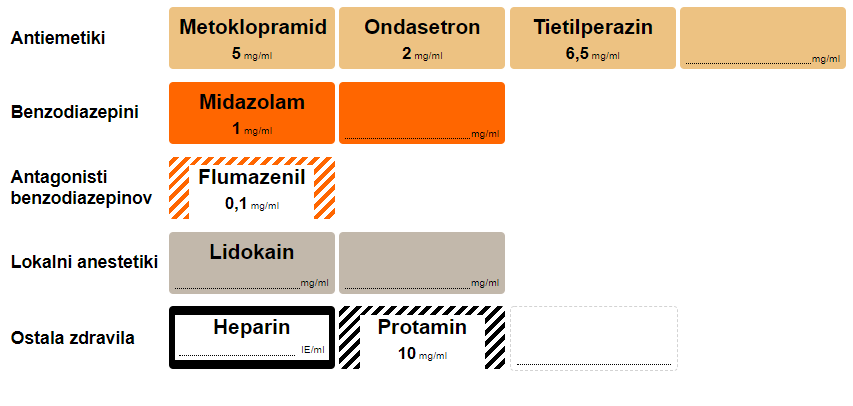 Antiemetiki
Metoklopramid
5 mg/ml
Ondasetron
2 mg/ml
Tietilperazin
6,5 mg/ml
mg/ml
Benzodiazepini
Midazolam
1 mg/ml
mg/ml
Antagonisti
benzodiazepinov
Flumazenil
0,1 mg/ml
Lokalni anestetiki
Lidokain
mg/ml
mg/ml
Ostala zdravila
Heparin
IE/ml
Protamin
10 mg/ml